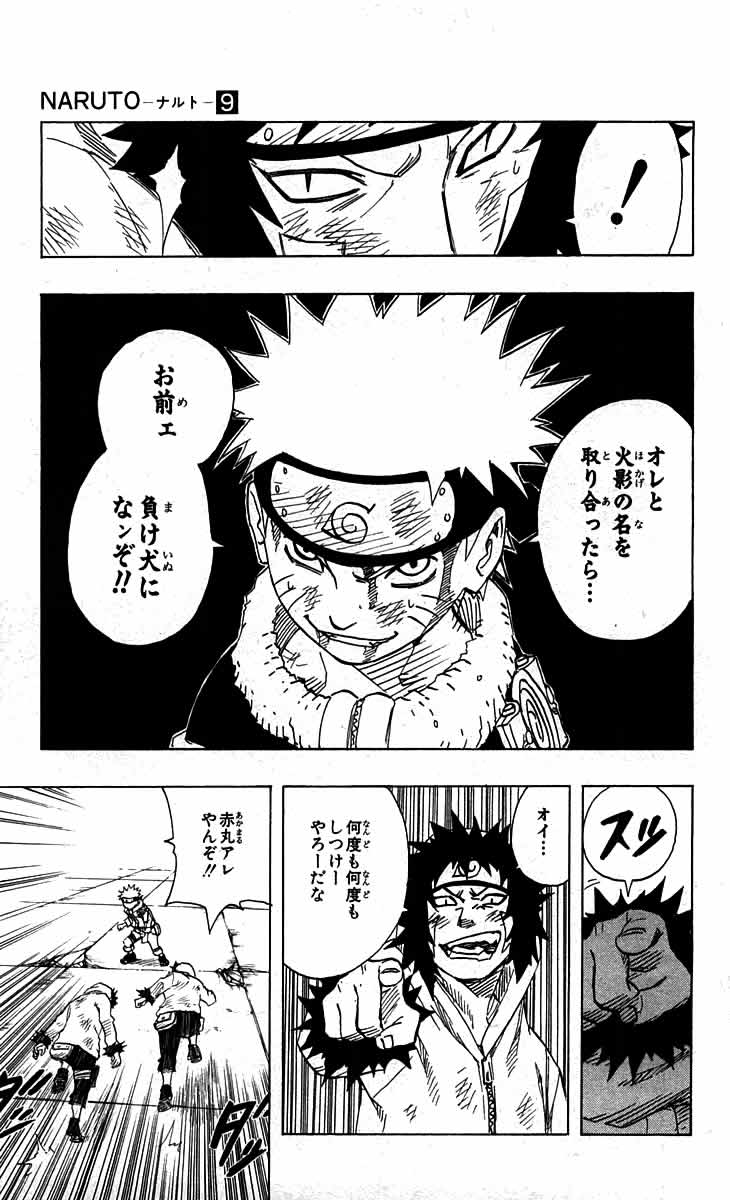 NARUTO—ナルト—9
!
オレと
火影の名を
取り合ったら…
お前ェ
負け犬に
なンぞ!!
スッ
オイ…
何度も何度も
しつけー
やろーだな
赤丸アレ
やんぞ!!
ダッ
ダッ